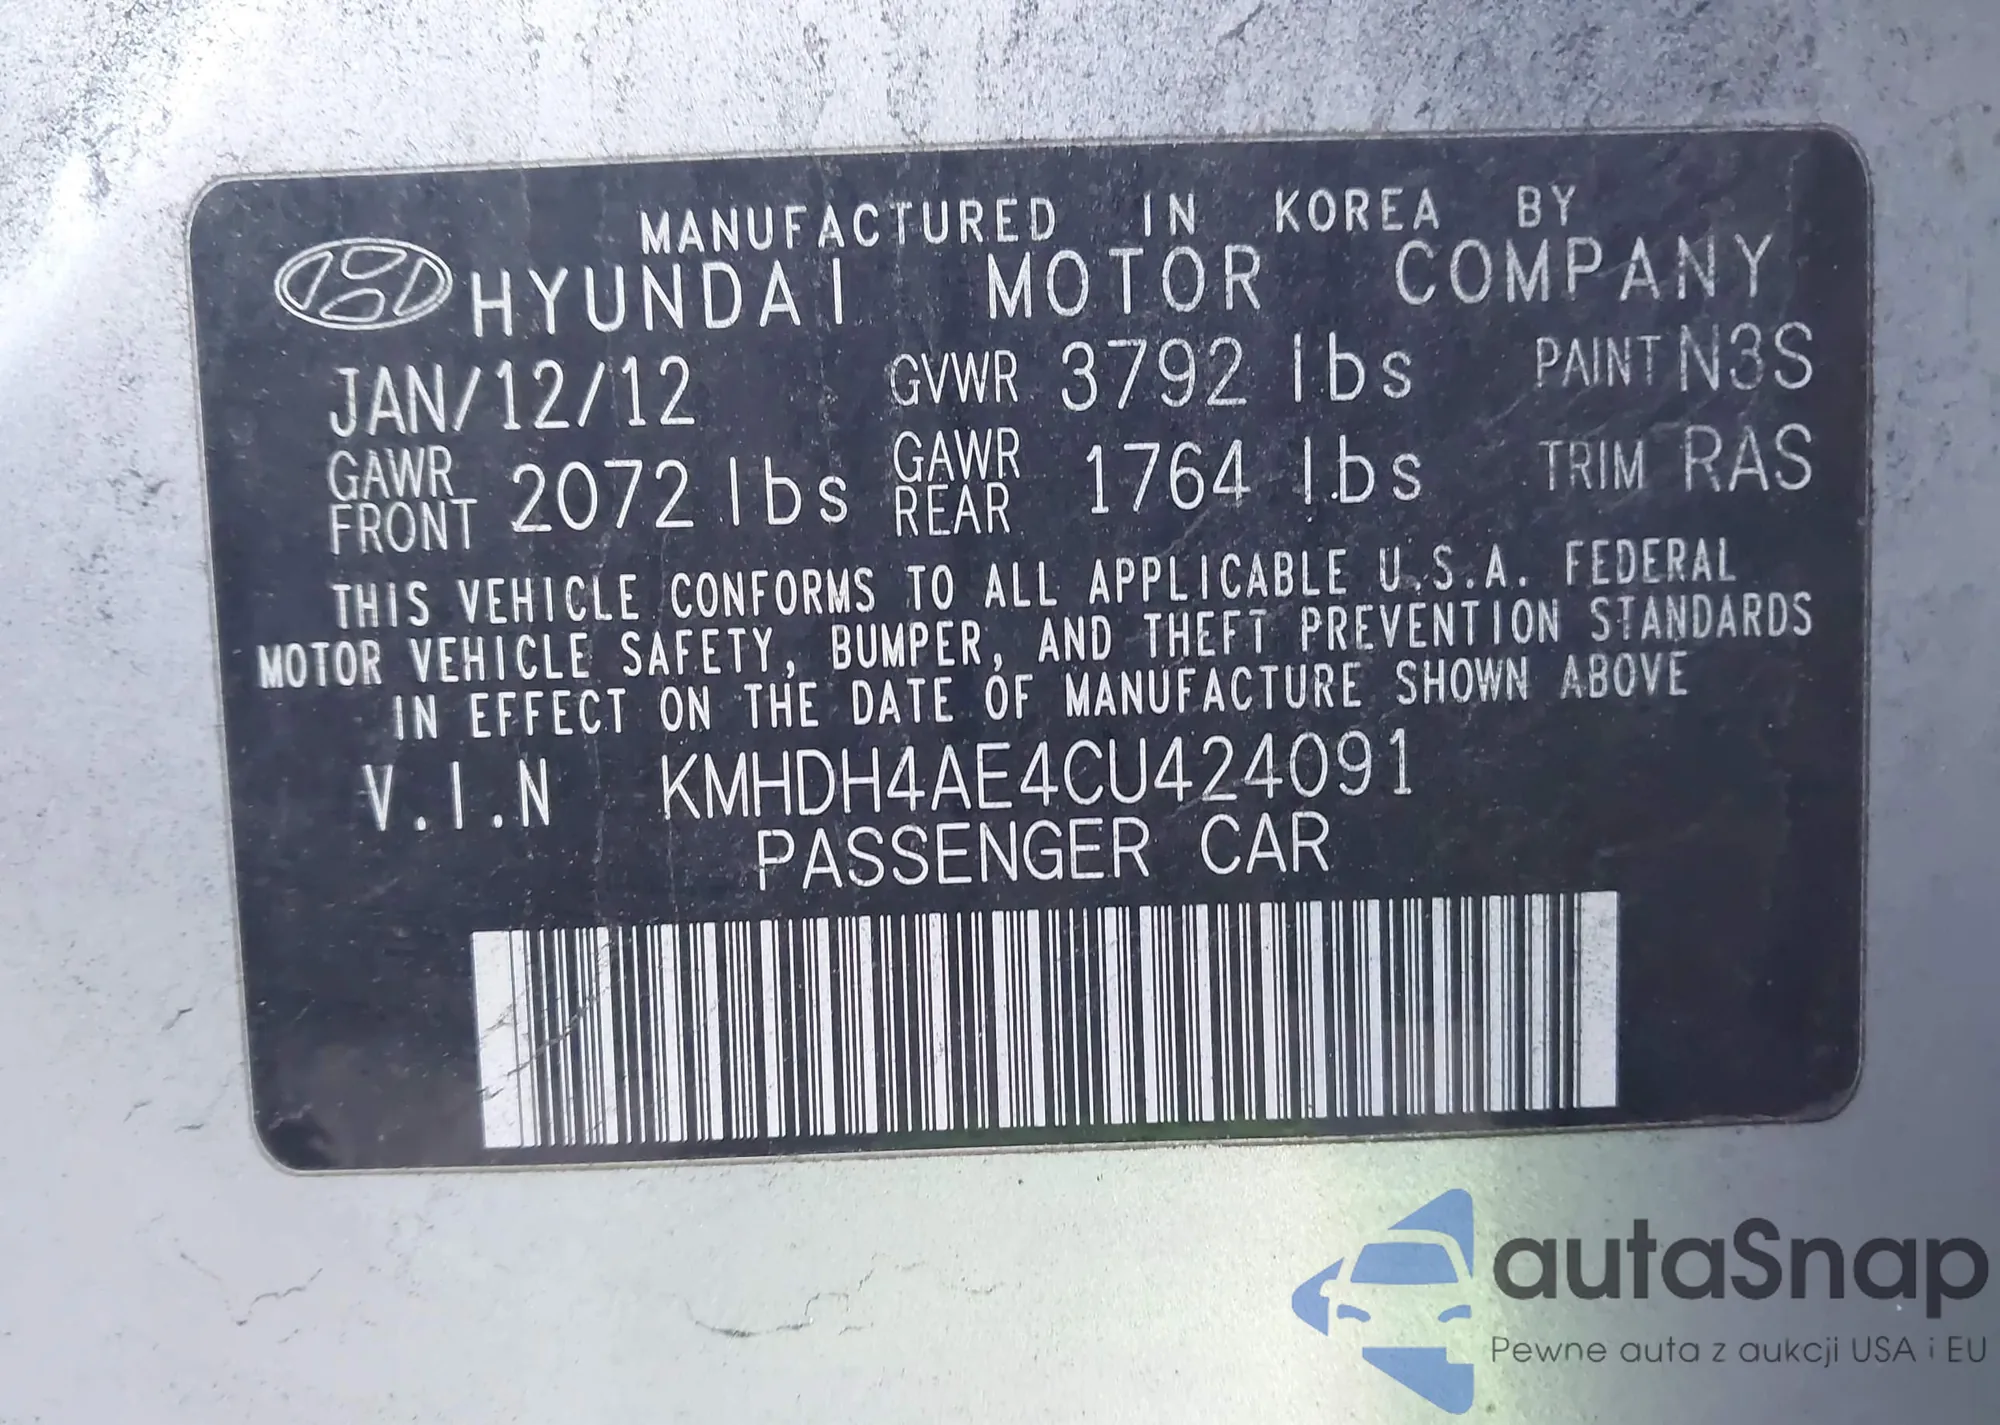 MANUFACTURED IN KOREA BY
HYUNDAI MOTOR COMPANY
JAN/12/12 GVWR 3792 lbs PAINT N3S
GAWR FRONT 2072 lbs GAWR REAR 1764 lbs TRIM RAS
THIS VEHICLE CONFORMS TO ALL APPLICABLE U.S.A. FEDERAL
MOTOR VEHICLE SAFETY, BUMPER, AND THEFT PREVENTION STANDARDS
IN EFFECT ON THE DATE OF MANUFACTURE SHOWN ABOVE
V.I.N KMHDH4AE4CU424091
PASSENGER CAR
autaSnap
Pewne auta z aukcji USA i EU